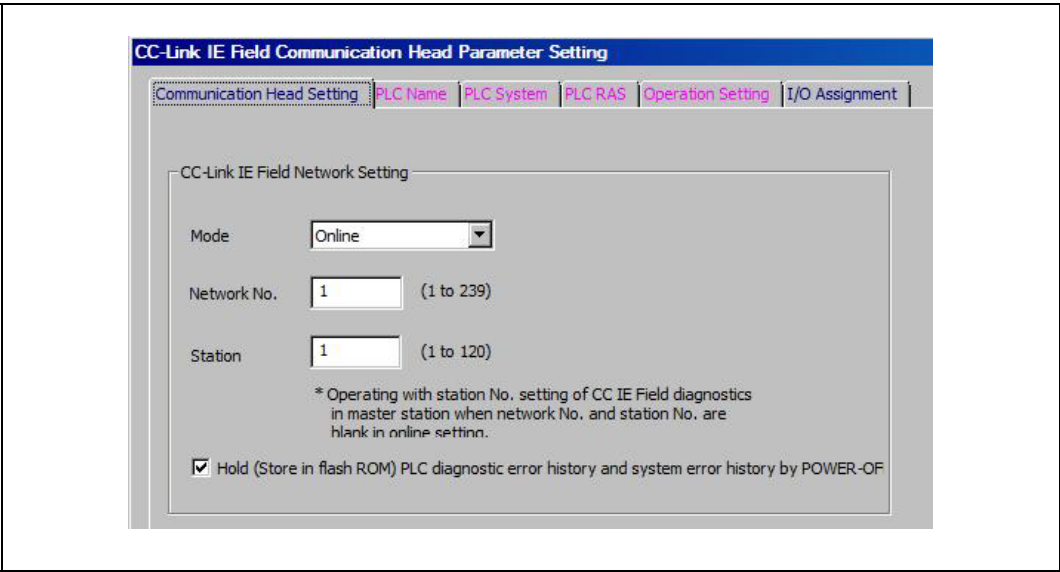 CC-Link IE Field Communication Head Parameter Setting
Communication Head Setting PLC Name PLC System PLC RAS Operation Setting I/O Assignment
CC-Link IE Field Network Setting
Mode Online
Network No. 1 (1 to 239)
Station 1 (1 to 120)
* Operating with station No. setting of CC IE Field diagnostics
in master station when network No. and station No. are
blank in online setting.
Hold (Store in flash ROM) PLC diagnostic error history and system error history by POWER-OF